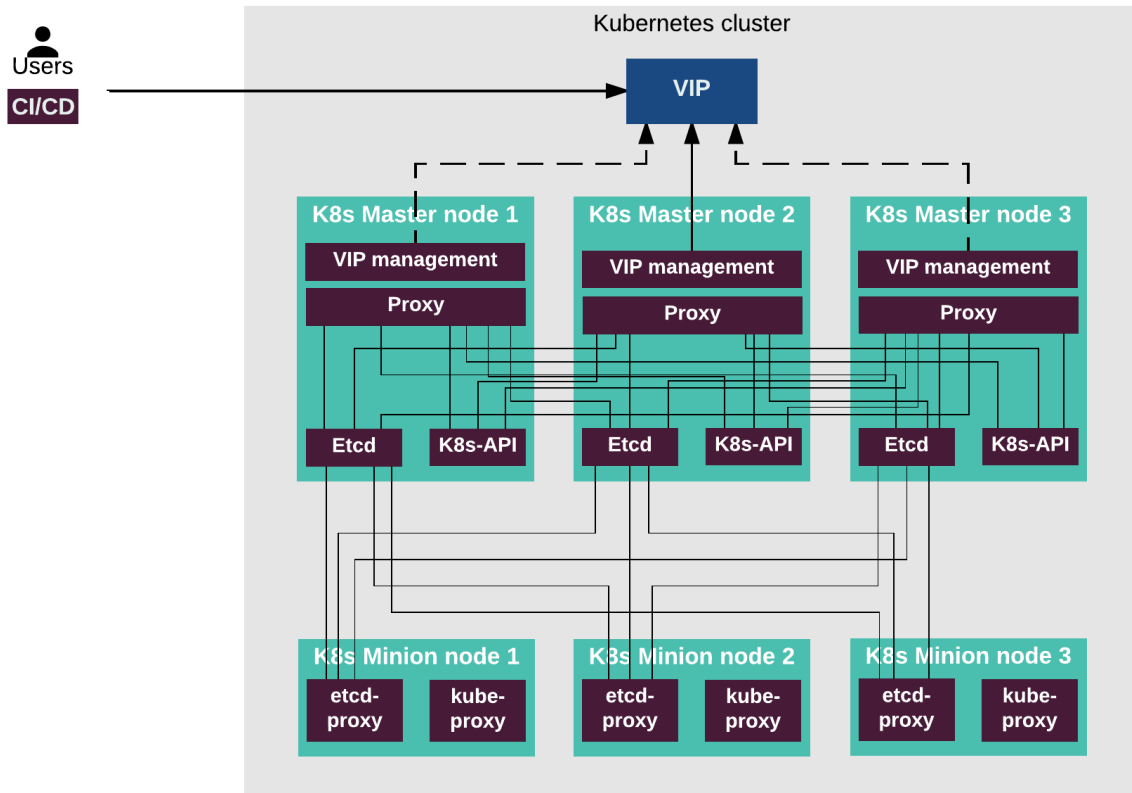 Kubernetes cluster
Users
CI/CD
VIP
K8s Master node 1
K8s Master node 2
K8s Master node 3
VIP management
VIP management
VIP management
Proxy
Proxy
Proxy
Etcd
K8s-API
Etcd
K8s-API
Etcd
K8s-API
K8s Minion node 1
K8s Minion node 2
K8s Minion node 3
etcd-
proxy
kube-
proxy
etcd-
proxy
kube-
proxy
etcd-
proxy
kube-
proxy